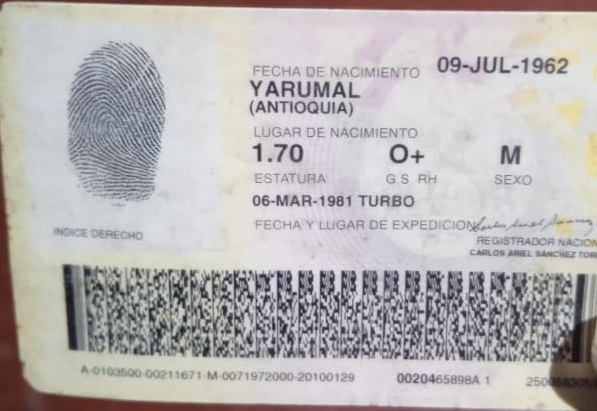 FECHA DE NACIMIENTO 09-JUL-1962
YARUMAL
(ANTIOQUIA)
LUGAR DE NACIMIENTO
1.70 O+ M
ESTATURA G.S. RH SEXO
06-MAR-1981 TURBO
FECHA Y LUGAR DE EXPEDICION
INDICE DERECHO
REGISTRADOR NACION
CARLOS ARIEL SÁNCHEZ TOR
A-0103500-00211671-M-0071972000-20100129 0020465898A 1